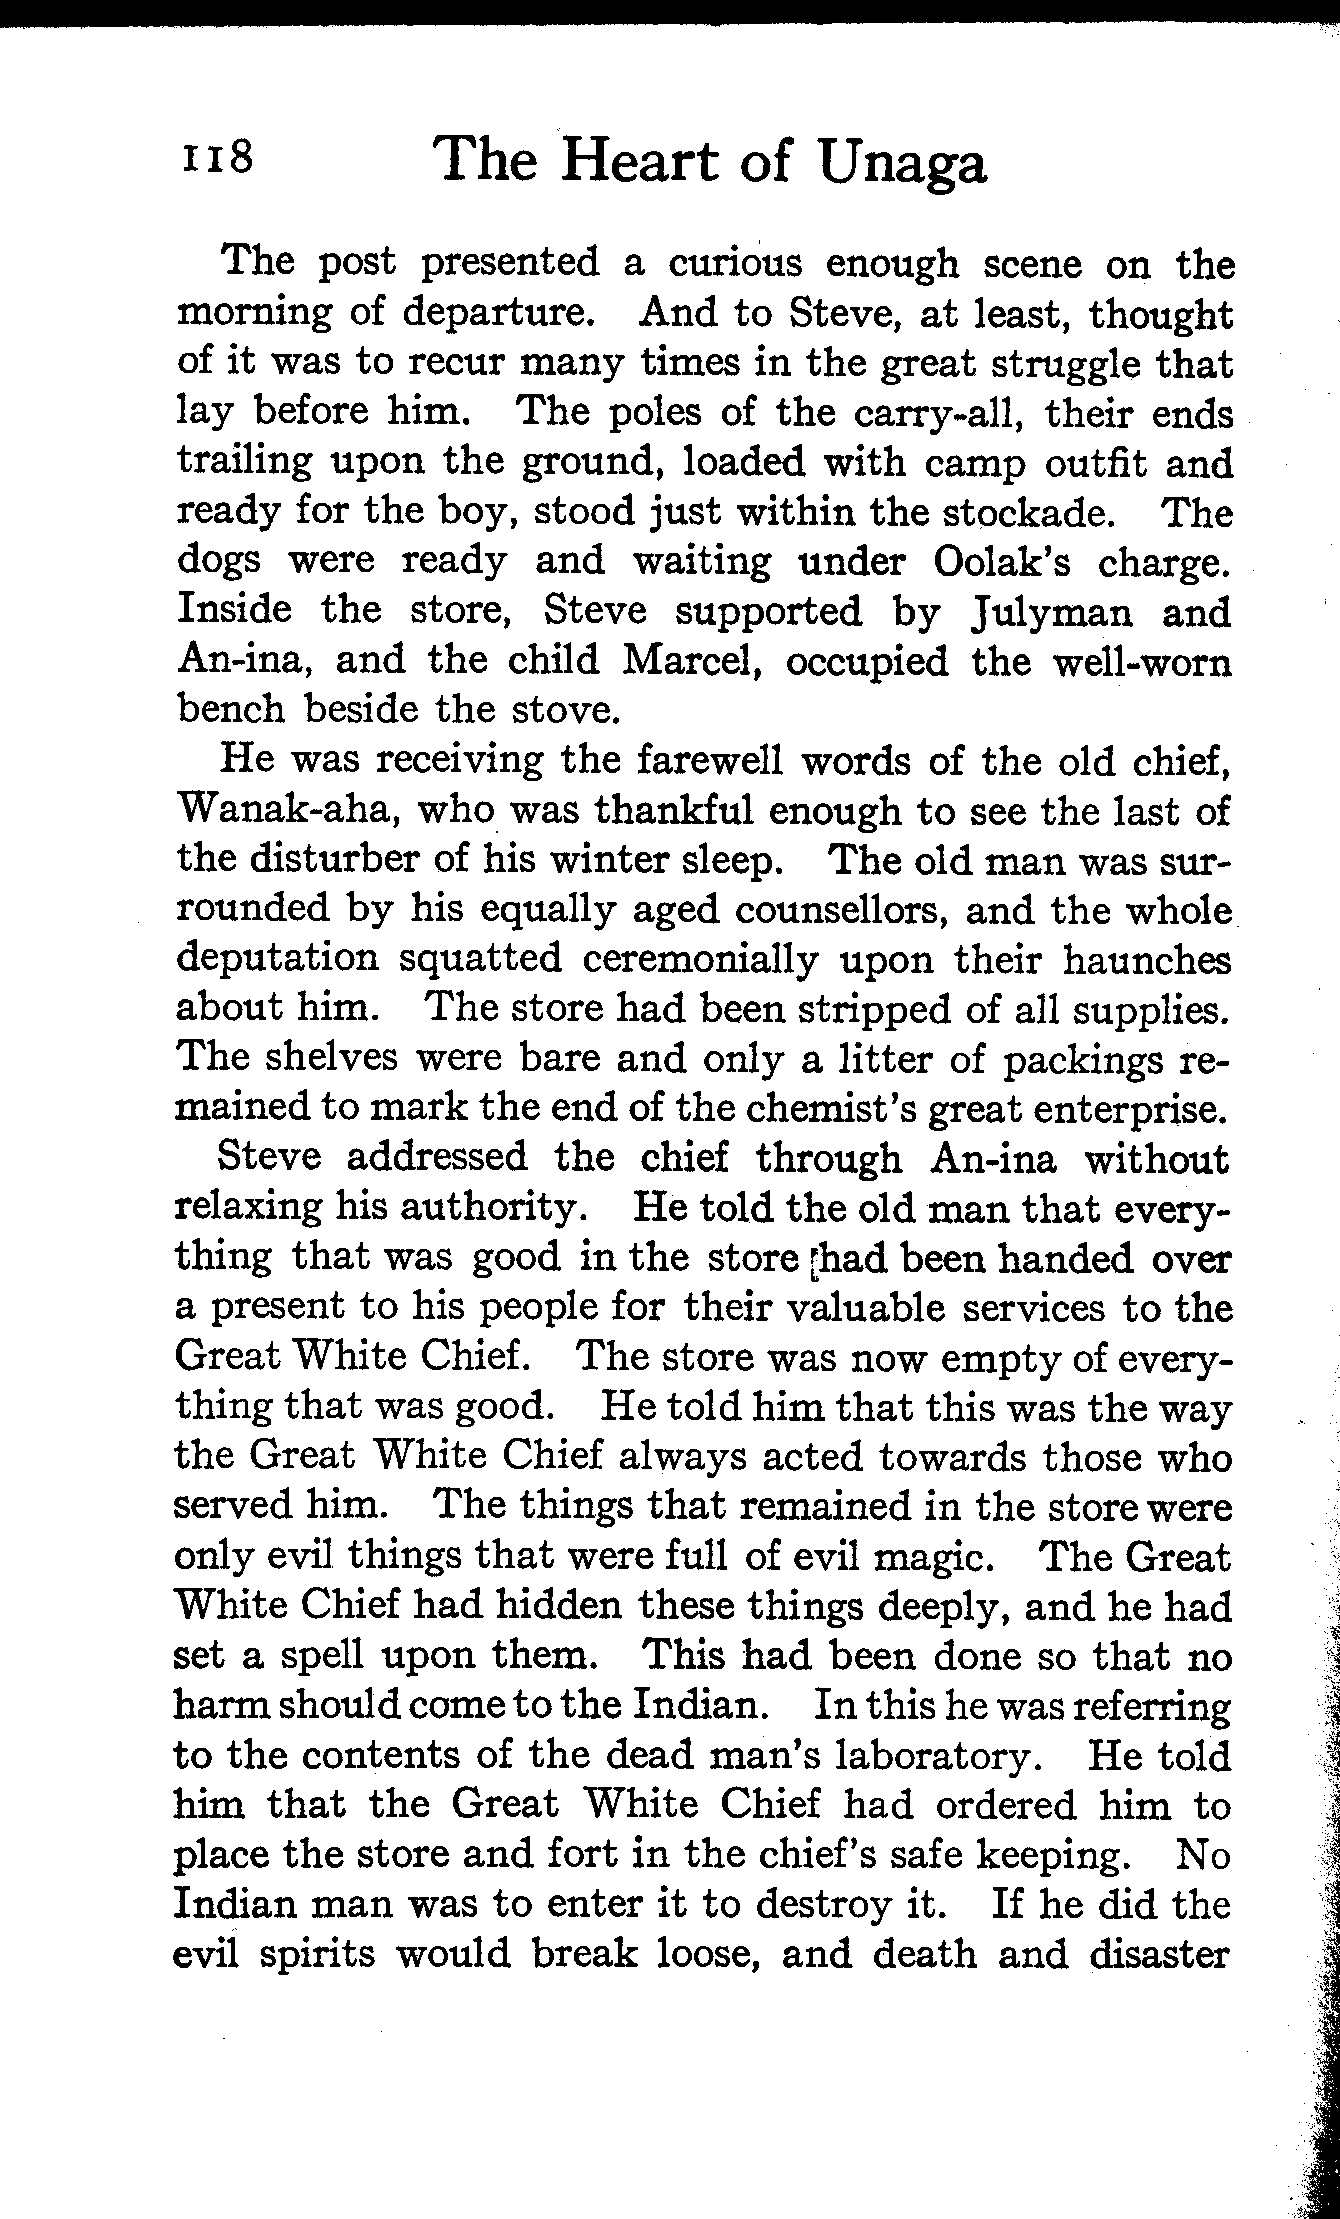 118 The Heart of Unaga
The post presented a curious enough scene on the
morning of departure. And to Steve, at least, thought
of it was to recur many times in the great struggle that
lay before him. The poles of the carry-all, their ends
trailing upon the ground, loaded with camp outfit and
ready for the boy, stood just within the stockade. The
dogs were ready and waiting under Oolak's charge.
Inside the store, Steve supported by Julyman and
An-ina, and the child Marcel, occupied the well-worn
bench beside the stove.
He was receiving the farewell words of the old chief,
Wanak-aha, who was thankful enough to see the last of
the disturber of his winter sleep. The old man was sur-
rounded by his equally aged counsellors, and the whole
deputation squatted ceremonially upon their haunches
about him. The store had been stripped of all supplies.
The shelves were bare and only a litter of packings re-
mained to mark the end of the chemist's great enterprise.
Steve addressed the chief through An-ina without
relaxing his authority. He told the old man that every-
thing that was good in the store [had been handed over
a present to his people for their valuable services to the
Great White Chief. The store was now empty of every-
thing that was good. He told him that this was the way
the Great White Chief always acted towards those who
served him. The things that remained in the store were
only evil things that were full of evil magic. The Great
White Chief had hidden these things deeply, and he had
set a spell upon them. This had been done so that no
harm should come to the Indian. In this he was referring
to the contents of the dead man's laboratory. He told
him that the Great White Chief had ordered him to
place the store and fort in the chief's safe keeping. No
Indian man was to enter it to destroy it. If he did the
evil spirits would break loose, and death and disaster